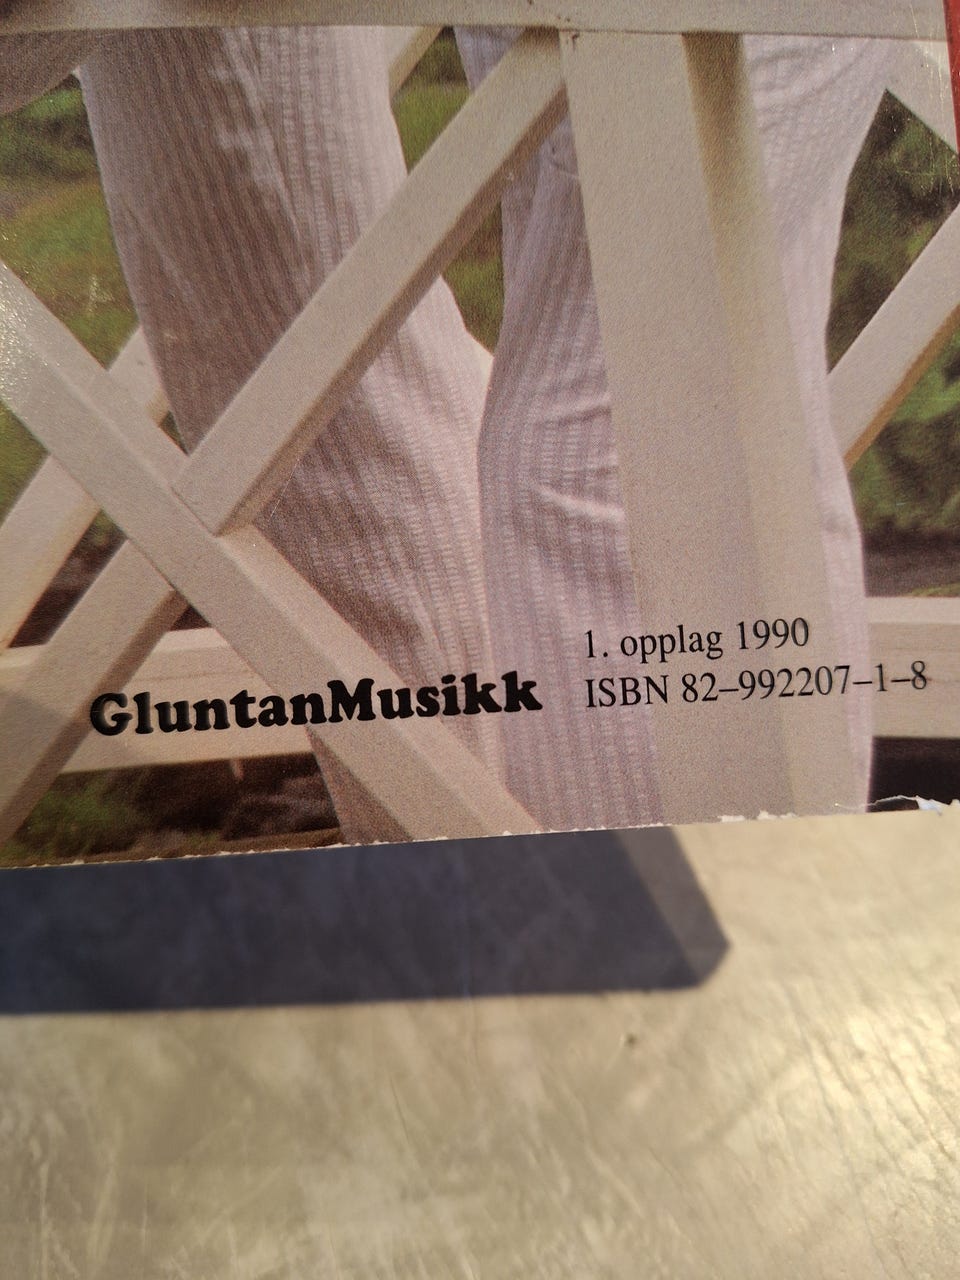 GluntanMusikk
1. opplag 1990
ISBN 82–992207–1–8